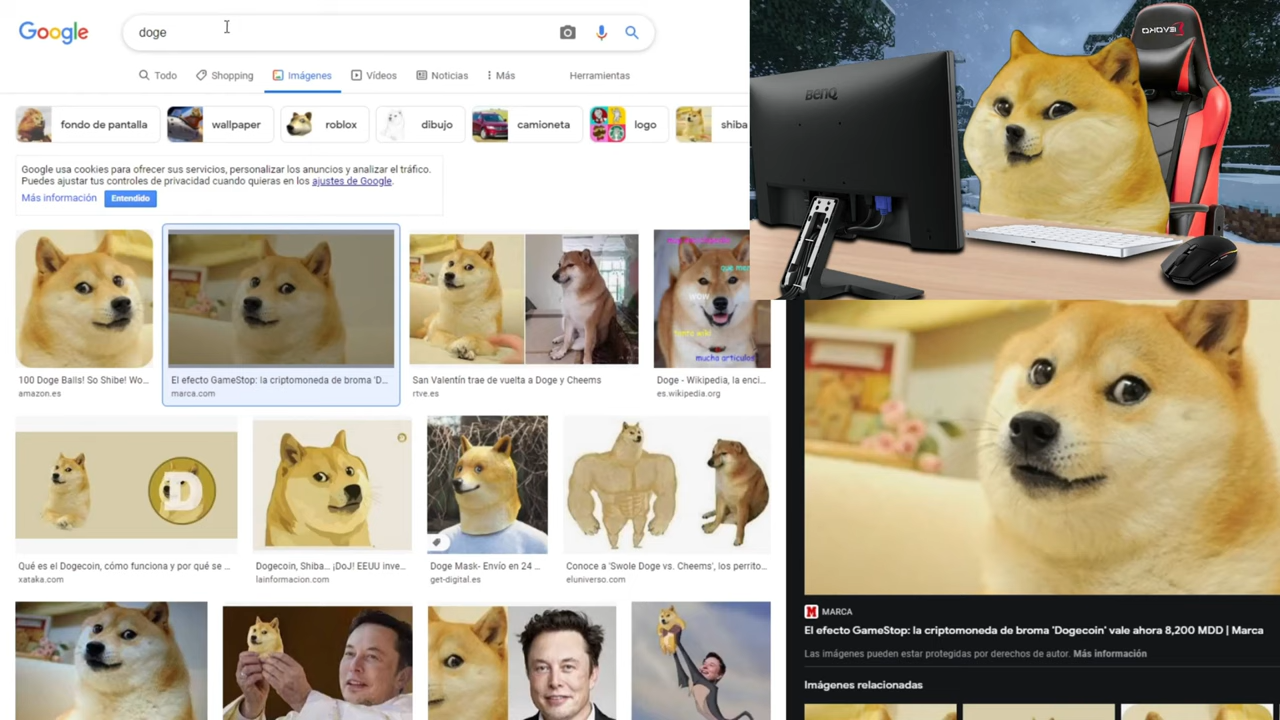 Google
doge
Todo
Shopping
Imágenes
Vídeos
Noticias
Más
Herramientas
fondo de pantalla
wallpaper
roblox
dibujo
camioneta
logo
shiba
Google usa cookies para ofrecer sus servicios, personalizar los anuncios y analizar el tráfico.
Puedes ajustar tus controles de privacidad cuando quieras en los ajustes de Google.
Más información
Entendido
100 Doge Balls! So Shibe! Wo...
amazon.es
El efecto GameStop: la criptomoneda de broma 'D...
marca.com
San Valentín trae de vuelta a Doge y Cheems
rtve.es
wow
mucha articulos
Doge - Wikipedia, la enci...
es.wikipedia.org
Qué es el Dogecoin, cómo funciona y por qué se ...
xataka.com
Dogecoin, Shiba... ¡DoJ! EEUU inve...
lainformacion.com
Doge Mask- Envío en 24 ...
get-digital.es
Conoce a 'Swole Doge vs. Cheems', los perrito...
eluniverso.com
BenQ
M MARCA
El efecto GameStop: la criptomoneda de broma 'Dogecoin' vale ahora 8,200 MDD | Marca
Las imágenes pueden estar protegidas por derechos de autor. Más información
Imágenes relacionadas